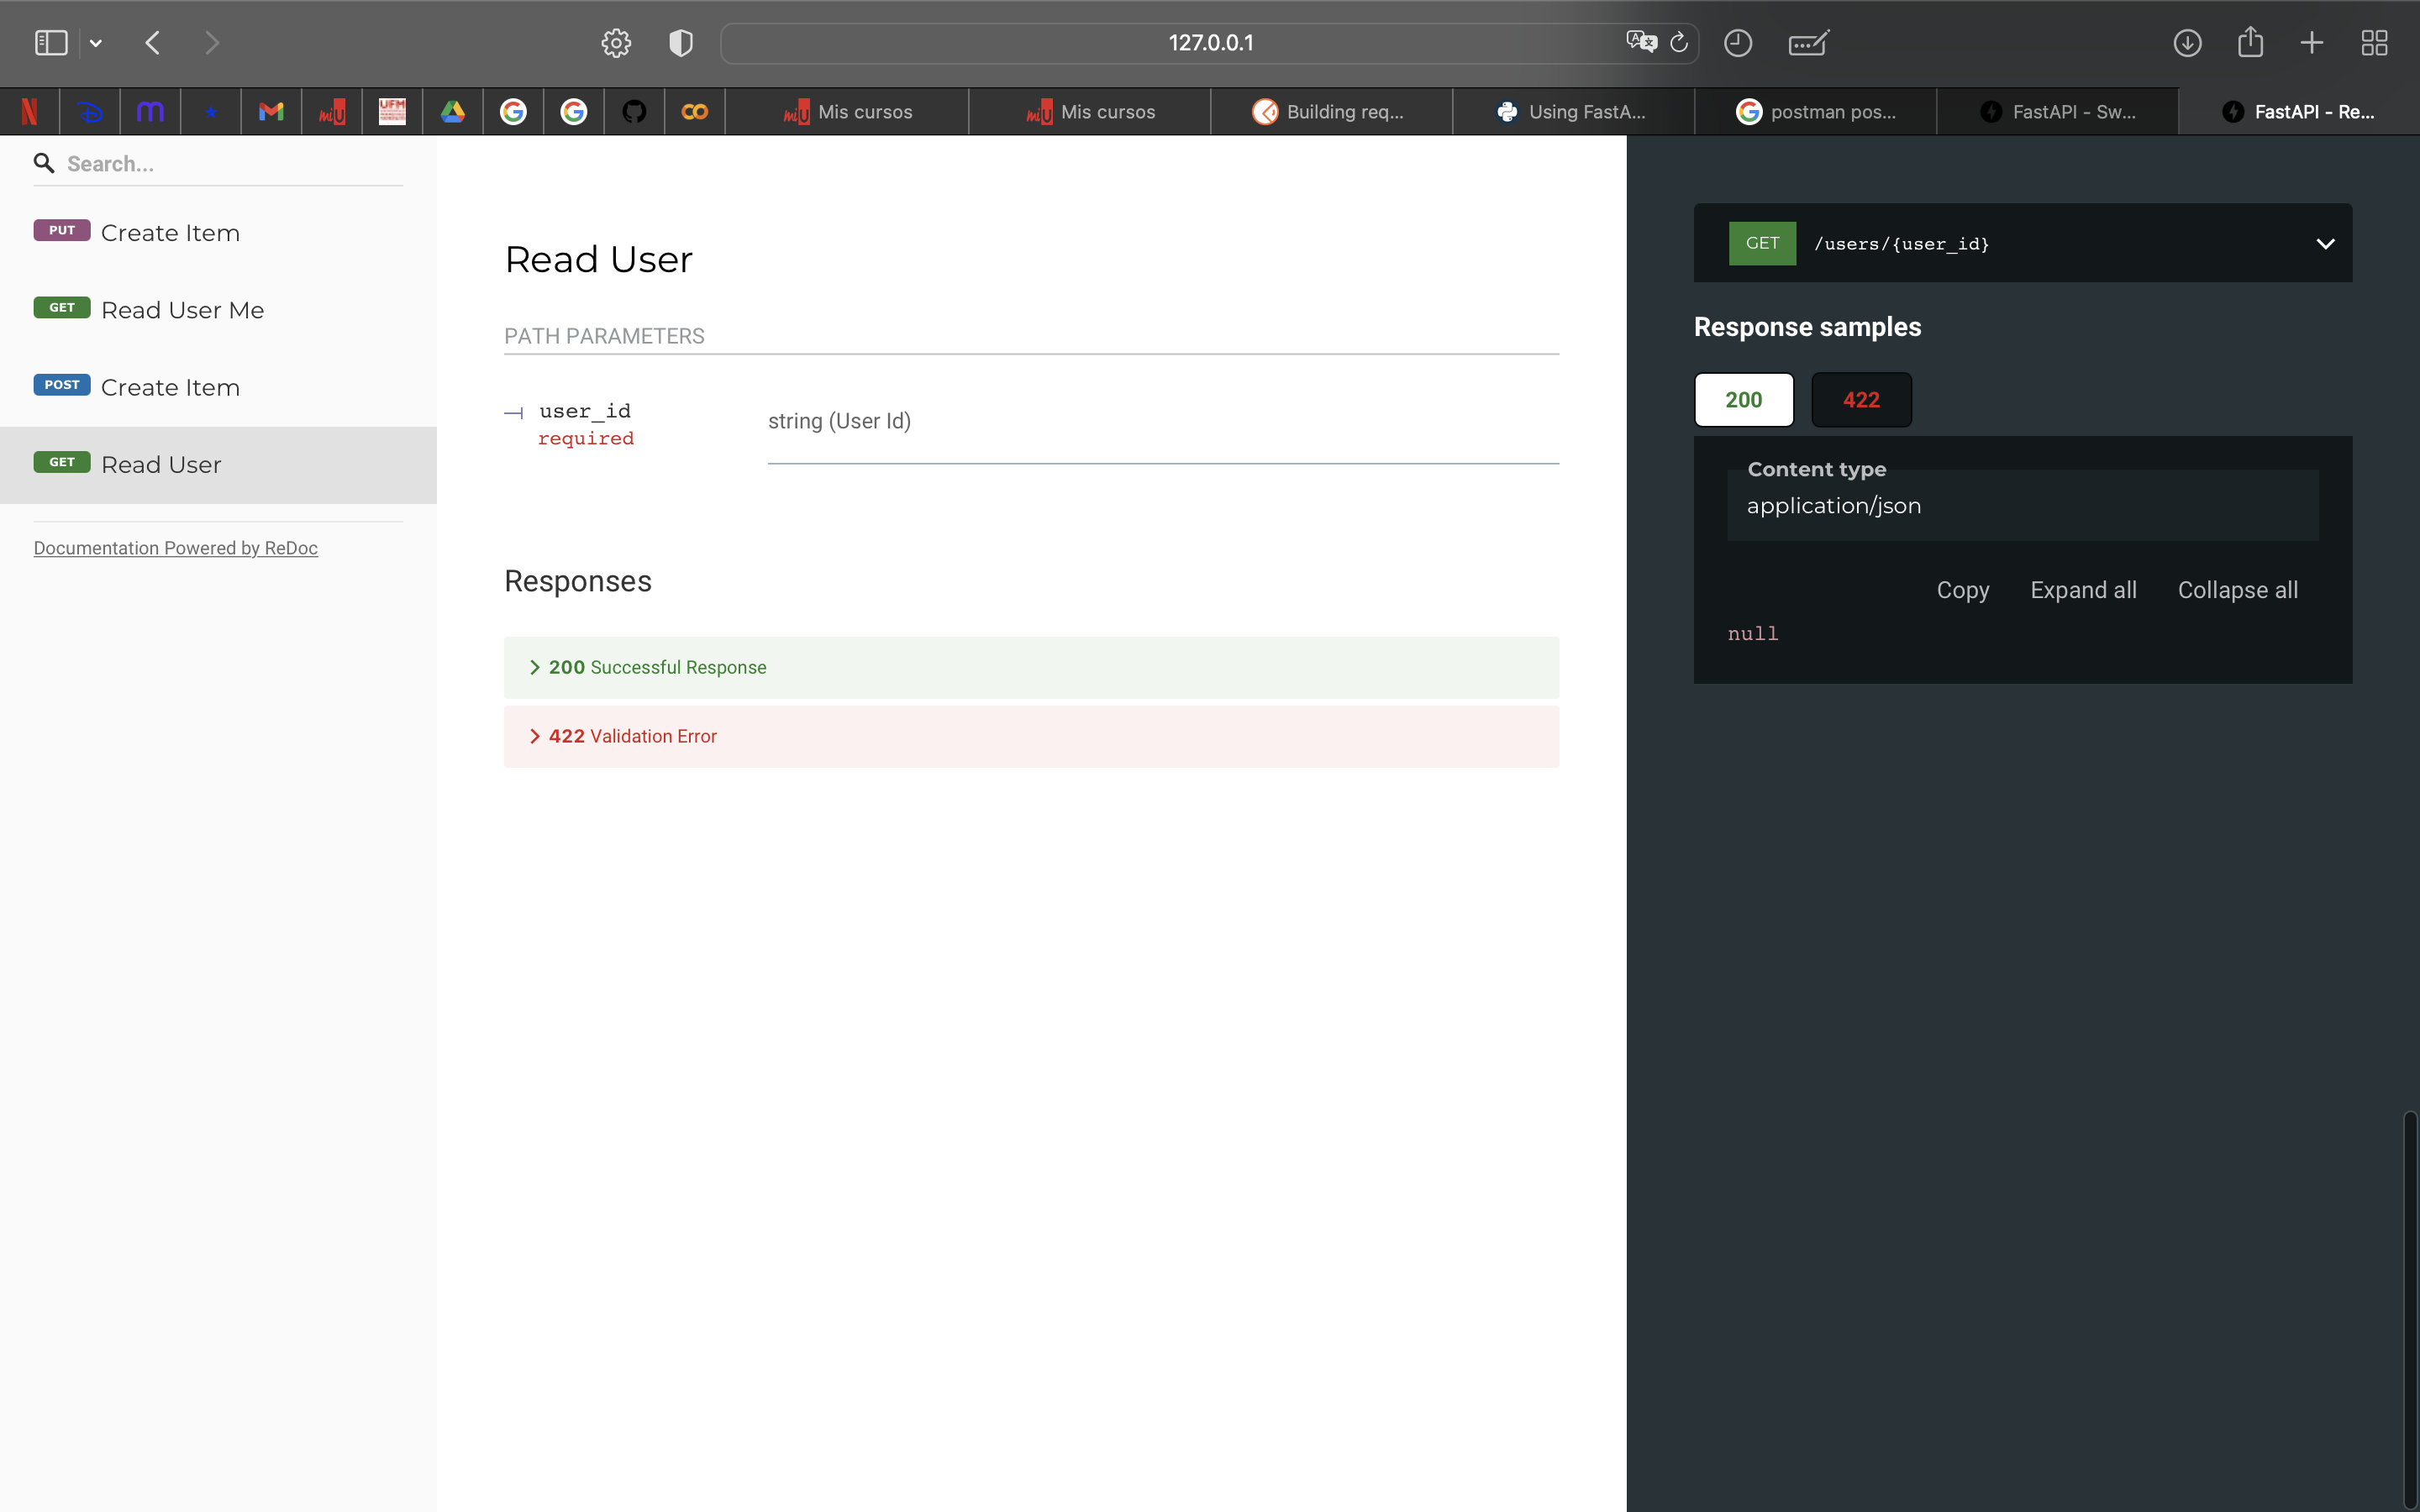 127.0.0.1
Mis cursos
Mis cursos
Building req...
Using FastA...
postman pos...
FastAPI - Sw...
FastAPI - Re...
Search...
PUT Create Item
GET Read User Me
POST Create Item
GET Read User
Documentation Powered by ReDoc
Read User
PATH PARAMETERS
user_id
required
string (User Id)
Responses
200 Successful Response
422 Validation Error
GET /users/{user_id}
Response samples
200
422
Content type
application/json
Copy
Expand all
Collapse all
null